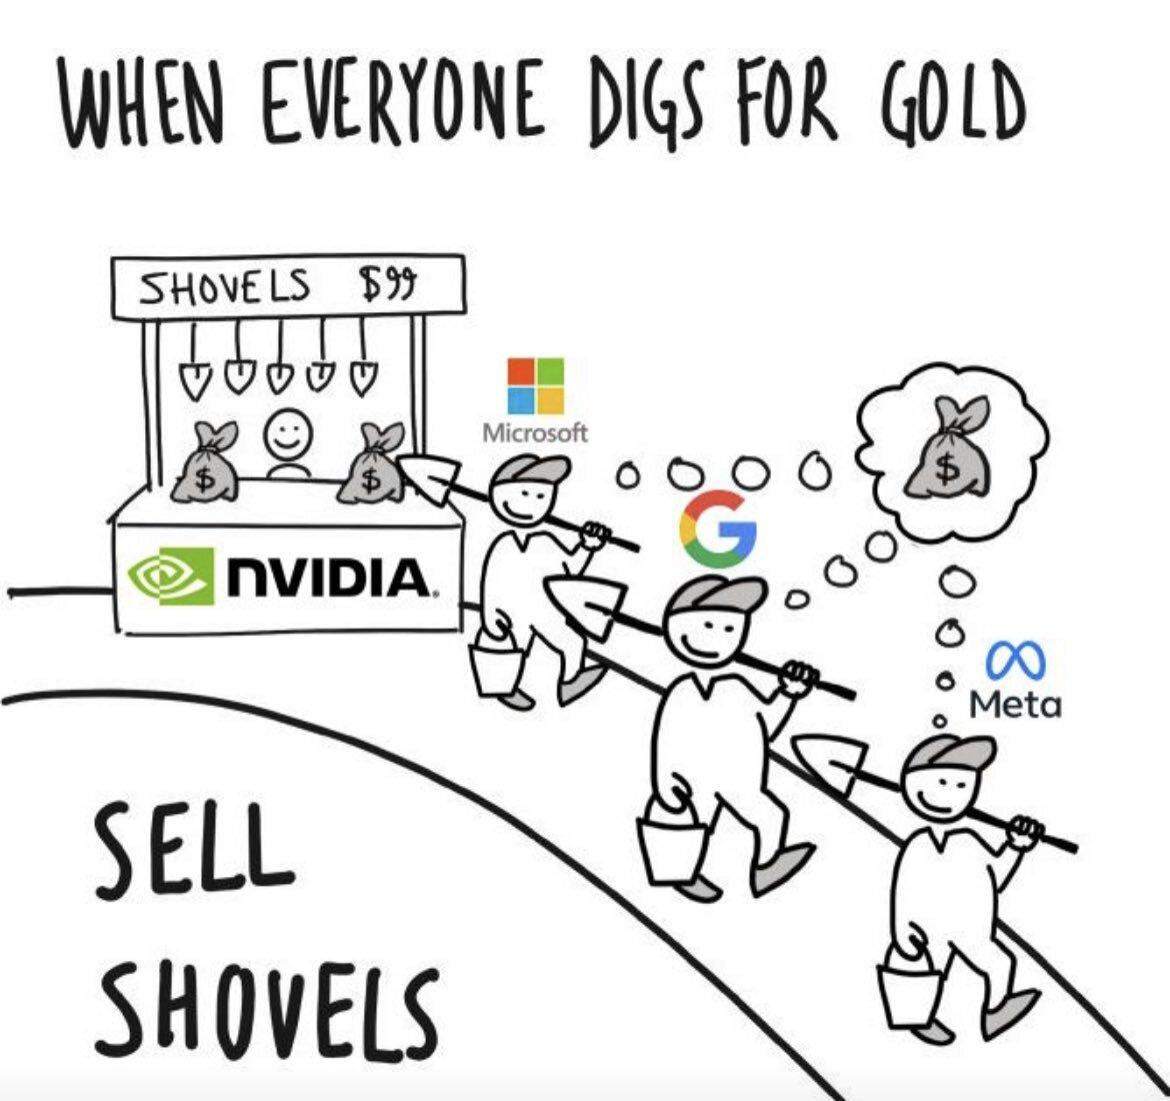 WHEN EVERYONE DIGS FOR GOLD
SHOVELS $99
$
$
$
Microsoft
G
nVIDIA.
Meta
SELL
SHOVELS